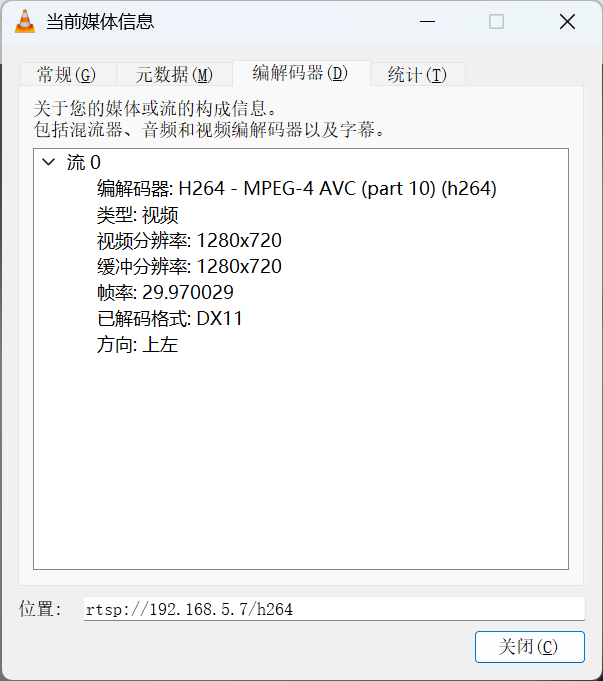 当前媒体信息
常规(G) 元数据(M) 编解码器(D) 统计(T)
关于您的媒体或流的构成信息。
包括混流器、音频和视频编解码器以及字幕。
流 0
编解码器: H264 - MPEG-4 AVC (part 10) (h264)
类型: 视频
视频分辨率: 1280x720
缓冲分辨率: 1280x720
帧率: 29.970029
已解码格式: DX11
方向: 上左
位置: rtsp://192.168.5.7/h264
关闭(C)